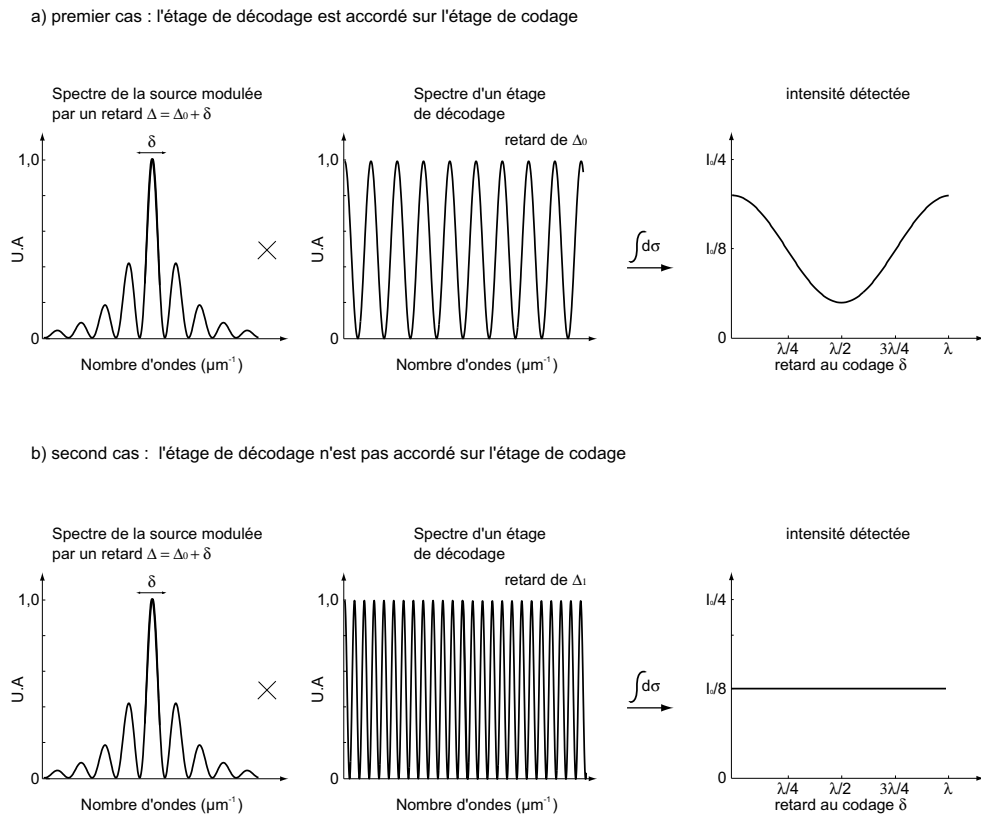 a) premier cas : l'étage de décodage est accordé sur l'étage de codage
Spectre de la source modulée
par un retard Δ = Δ₀ + δ
Spectre d'un étage
de décodage
intensité détectée
δ
retard de Δ₀
1,0
U.A
0
Nombre d'ondes (µm⁻¹)
1,0
U.A
0
Nombre d'ondes (µm⁻¹)
∫dσ
I₀/4
I₀/8
0
λ/4 λ/2 3λ/4 λ
retard au codage δ
b) second cas : l'étage de décodage n'est pas accordé sur l'étage de codage
Spectre de la source modulée
par un retard Δ = Δ₀ + δ
Spectre d'un étage
de décodage
intensité détectée
δ
retard de Δ₁
1,0
U.A
0
Nombre d'ondes (µm⁻¹)
1,0
U.A
0
Nombre d'ondes (µm⁻¹)
∫dσ
I₀/4
I₀/8
0
λ/4 λ/2 3λ/4 λ
retard au codage δ